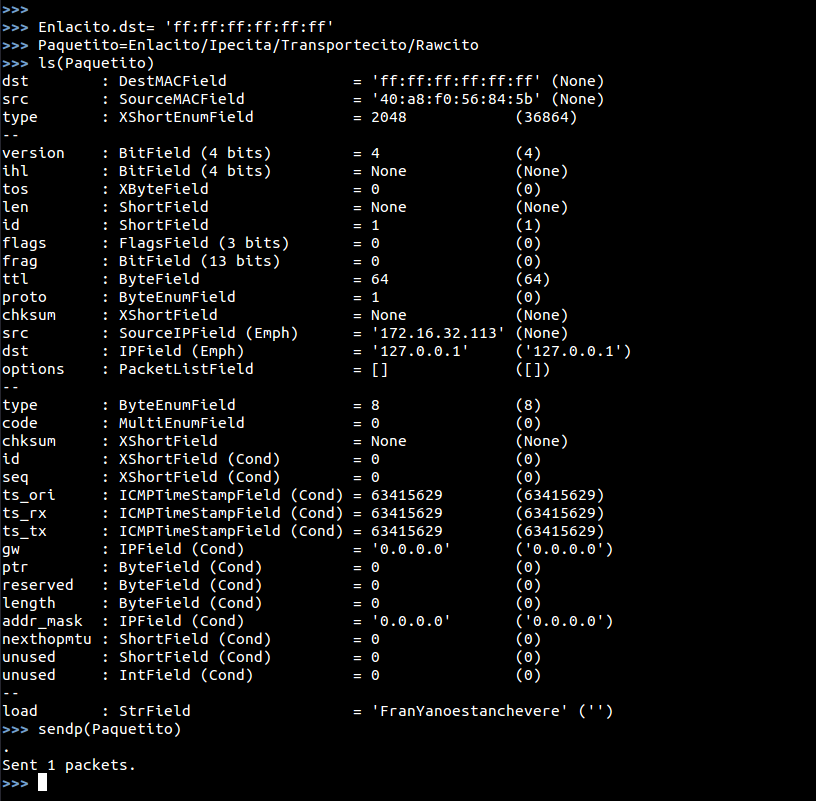 >>>
>>> Enlacito.dst= 'ff:ff:ff:ff:ff:ff'
>>> Paquetito=Enlacito/Ipecita/Transportecito/Rawcito
>>> ls(Paquetito)
dst        : DestMACField                        = 'ff:ff:ff:ff:ff:ff' (None)
src        : SourceMACField                      = '40:a8:f0:56:84:5b' (None)
type       : XShortEnumField                     = 2048            (36864)
--
version    : BitField (4 bits)                   = 4               (4)
ihl        : BitField (4 bits)                   = None            (None)
tos        : XByteField                          = 0               (0)
len        : ShortField                          = None            (None)
id         : ShortField                          = 1               (1)
flags      : FlagsField (3 bits)                 = 0               (0)
frag       : BitField (13 bits)                  = 0               (0)
ttl        : ByteField                           = 64              (64)
proto      : ByteEnumField                       = 1               (0)
chksum     : XShortField                         = None            (None)
src        : SourceIPField (Emph)                = '172.16.32.113' (None)
dst        : IPField (Emph)                      = '127.0.0.1'     ('127.0.0.1')
options    : PacketListField                     = []              ([])
--
type       : ByteEnumField                       = 8               (8)
code       : MultiEnumField                      = 0               (0)
chksum     : XShortField                         = None            (None)
id         : XShortField (Cond)                  = 0               (0)
seq        : XShortField (Cond)                  = 0               (0)
ts_ori     : ICMPTimeStampField (Cond) = 63415629        (63415629)
ts_rx      : ICMPTimeStampField (Cond) = 63415629        (63415629)
ts_tx      : ICMPTimeStampField (Cond) = 63415629        (63415629)
gw         : IPField (Cond)                      = '0.0.0.0'       ('0.0.0.0')
ptr        : ByteField (Cond)                    = 0               (0)
reserved   : ByteField (Cond)                    = 0               (0)
length     : ByteField (Cond)                    = 0               (0)
addr_mask  : IPField (Cond)                      = '0.0.0.0'       ('0.0.0.0')
nexthopmtu : ShortField (Cond)                   = 0               (0)
unused     : ShortField (Cond)                   = 0               (0)
unused     : IntField (Cond)                     = 0               (0)
--
load       : StrField                            = 'FranYanoestanchevere' ('')
>>> sendp(Paquetito)
.
Sent 1 packets.
>>>